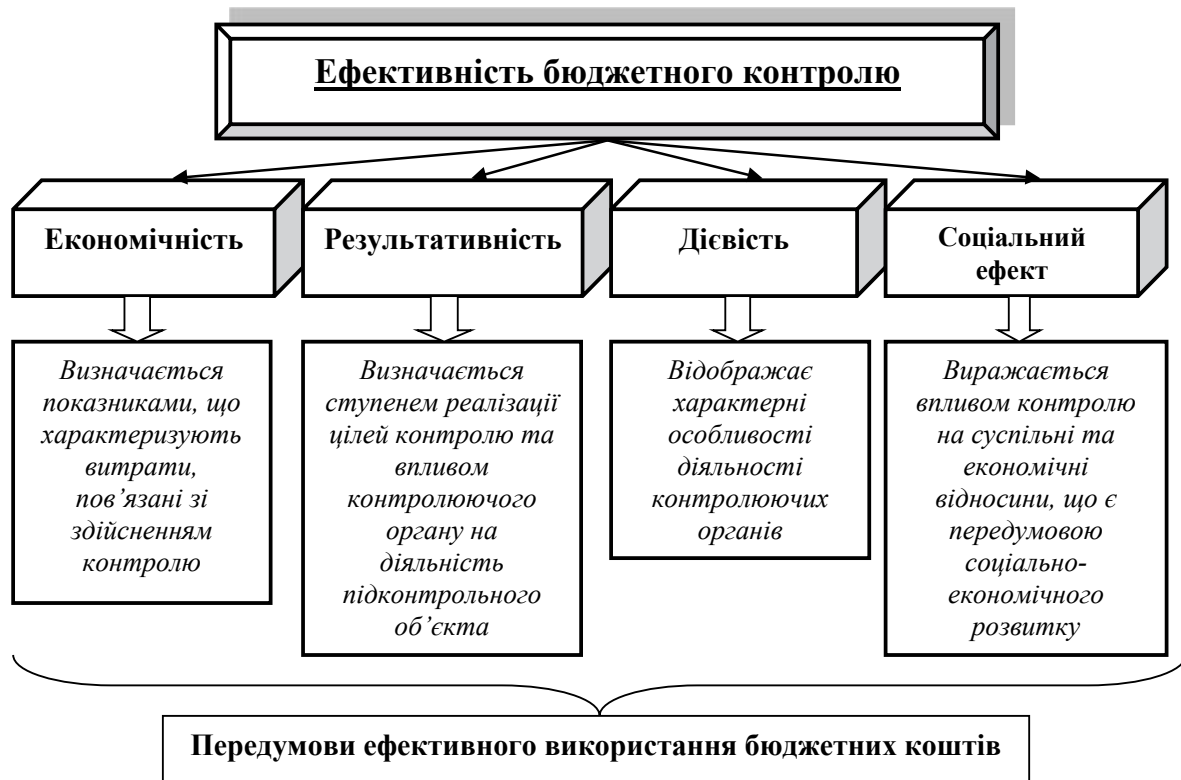 Ефективність бюджетного контролю
Економічність
Результативність
Дієвість
Соціальний
ефект
Визначається
показниками, що
характеризують
витрати,
пов’язані зі
здійсненням
контролю
Визначається
ступенем реалізації
цілей контролю та
впливом
контролюючого
органу на
діяльність
підконтрольного
об’єкта
Відображає
характерні
особливості
діяльності
контролюючих
органів
Виражається
впливом контролю
на суспільні та
економічні
відносини, що є
передумовою
соціально-
економічного
розвитку
Передумови ефективного використання бюджетних коштів